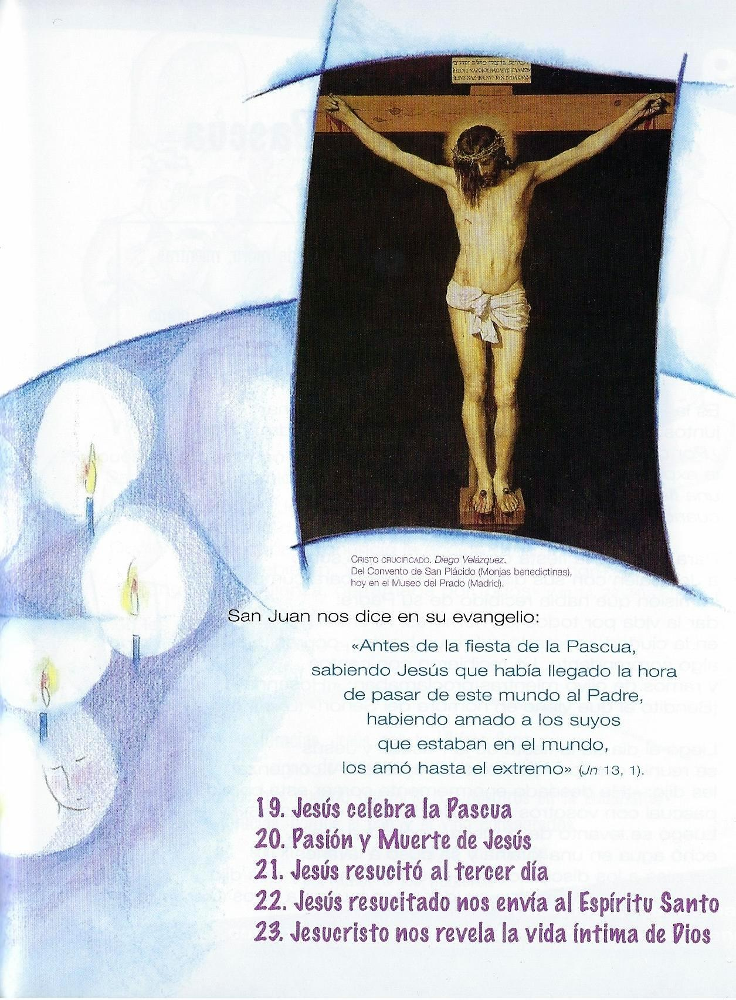 CRISTO CRUCIFICADO. Diego Velázquez.
Del Convento de San Plácido (Monjas benedictinas),
hoy en el Museo del Prado (Madrid).
San Juan nos dice en su evangelio:
«Antes de la fiesta de la Pascua,
sabiendo Jesús que había llegado la hora
de pasar de este mundo al Padre,
habiendo amado a los suyos
que estaban en el mundo,
los amó hasta el extremo» (Jn 13, 1).
19. Jesús celebra la Pascua
20. Pasión y Muerte de Jesús
21. Jesús resucitó al tercer día
22. Jesús resucitado nos envía al Espíritu Santo
23. Jesucristo nos revela la vida íntima de Dios